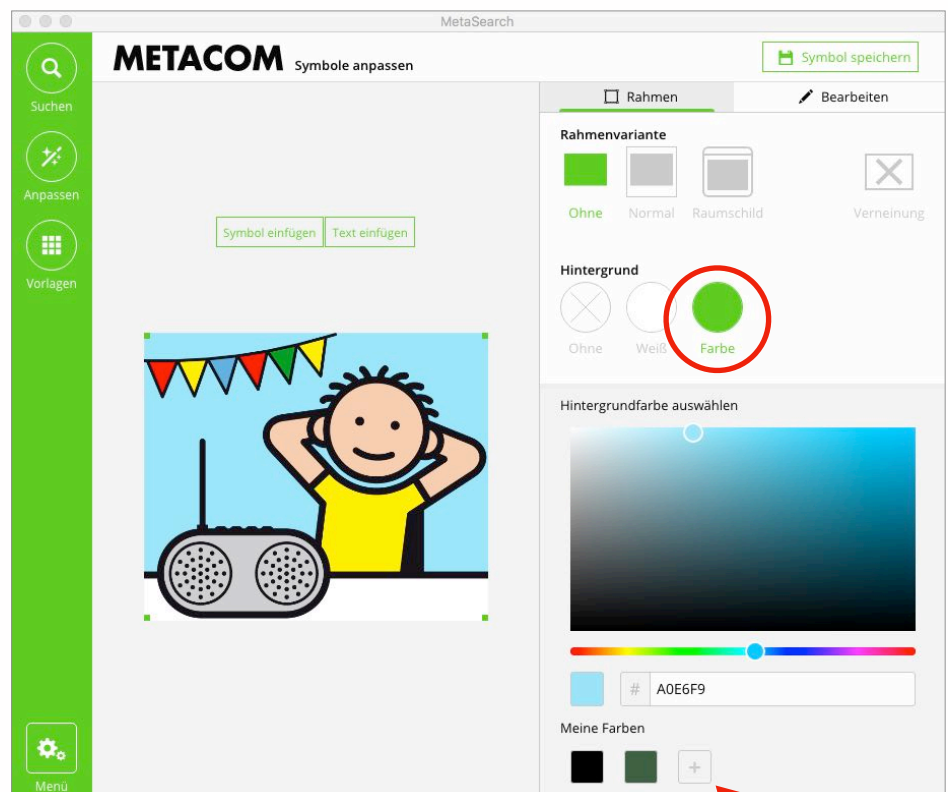 MetaSearch
METACOM Symbole anpassen
Symbol speichern
Suchen
Anpassen
Vorlagen
Menü
Symbol einfügen Text einfügen
Rahmen Bearbeiten
Rahmenvariante
Ohne Normal Raumschild Verneinung
Hintergrund
Ohne Weiß Farbe
Hintergrundfarbe auswählen
# A0E6F9
Meine Farben
+